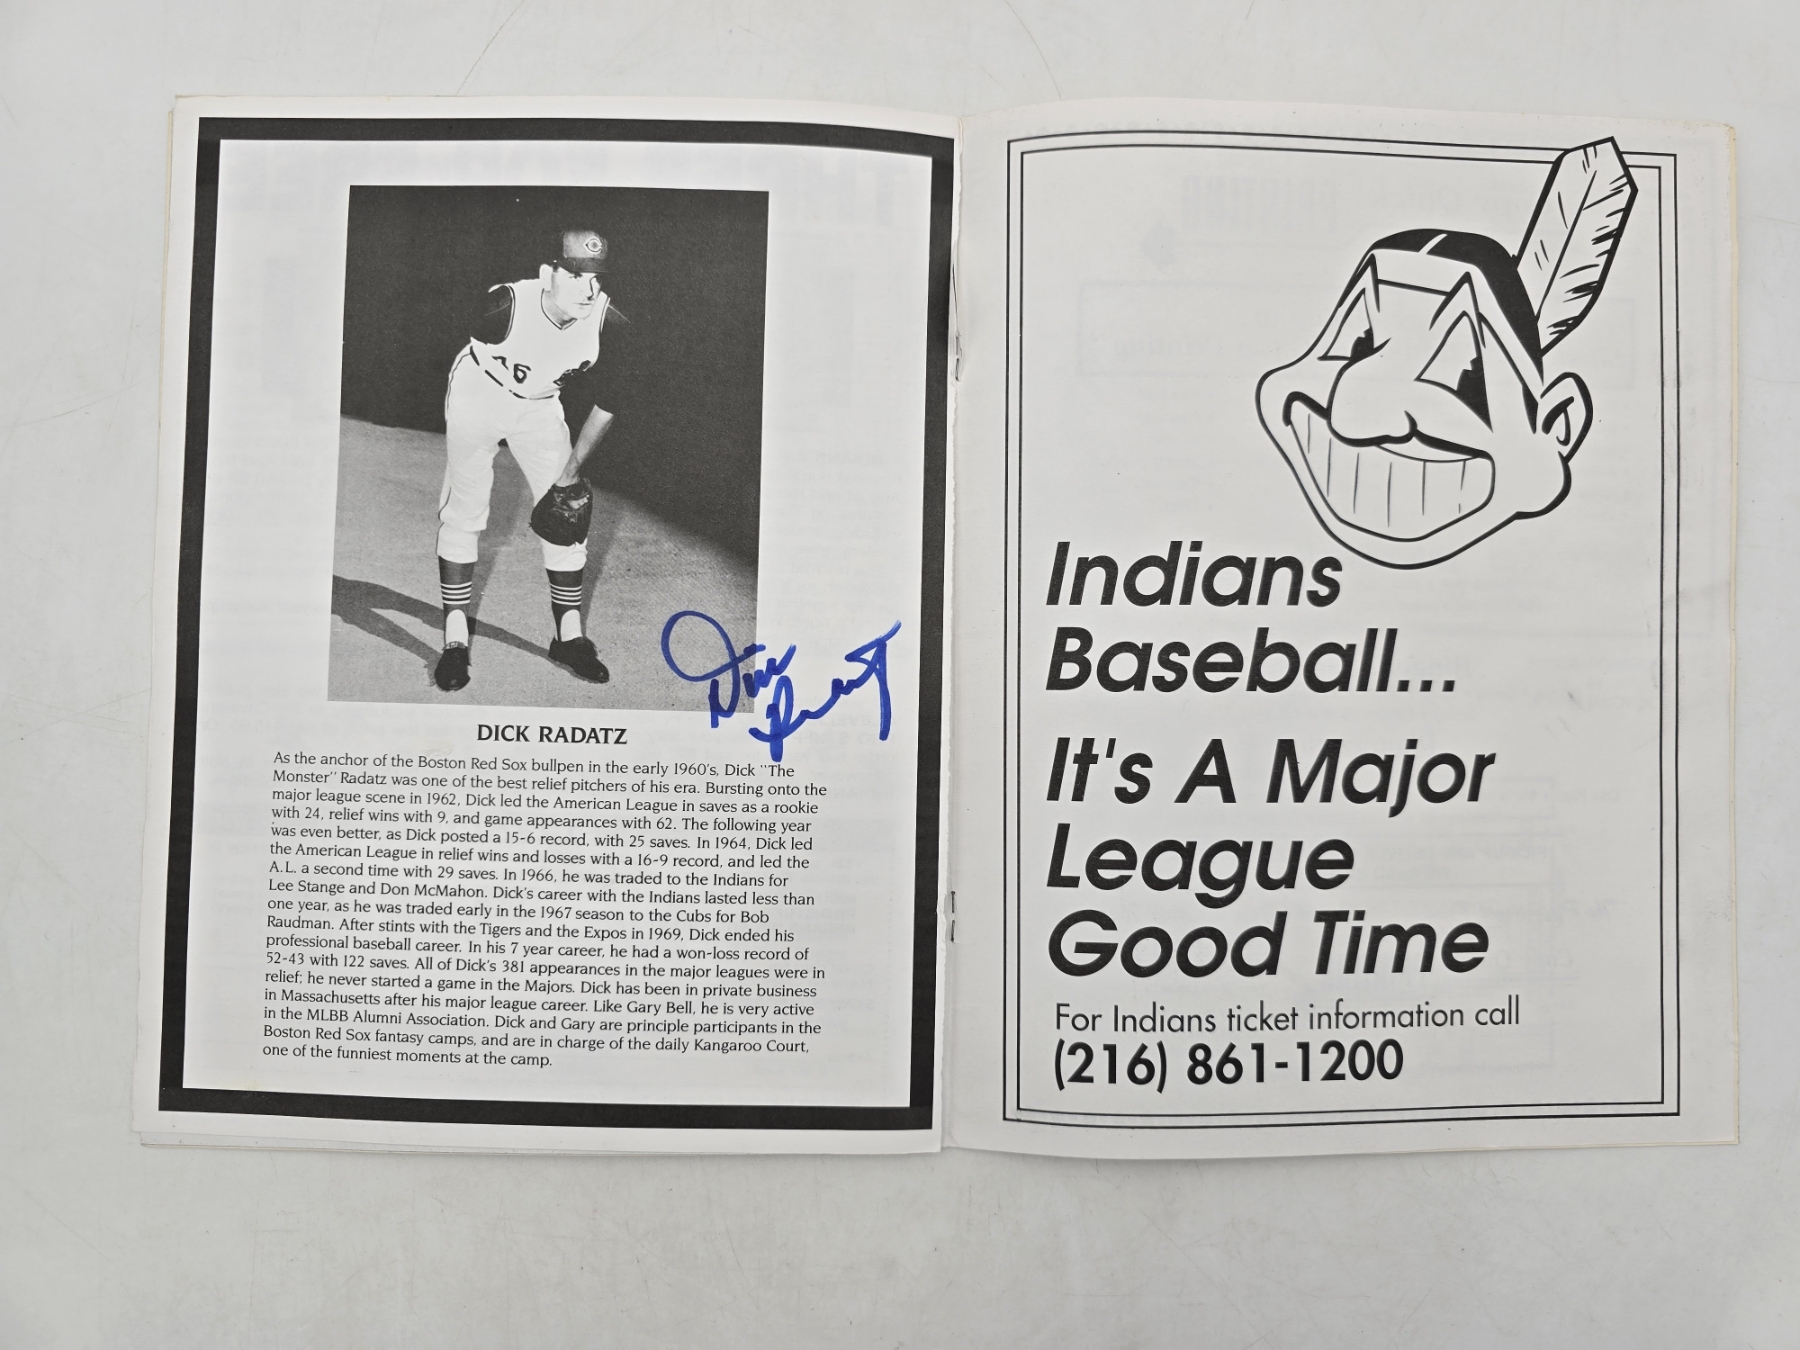 C
6
DICK RADATZ
As the anchor of the Boston Red Sox bullpen in the early 1960's, Dick "The
Monster" Radatz was one of the best relief pitchers of his era. Bursting onto the
major league scene in 1962, Dick led the American League in saves as a rookie
with 24, relief wins with 9, and game appearances with 62. The following year
was even better, as Dick posted a 15-6 record, with 25 saves. In 1964, Dick led
the American League in relief wins and losses with a 16-9 record, and led the
A.L. a second time with 29 saves. In 1966, he was traded to the Indians for
Lee Stange and Don McMahon. Dick's career with the Indians lasted less than
one year, as he was traded early in the 1967 season to the Cubs for Bob
Raudman. After stints with the Tigers and the Expos in 1969, Dick ended his
professional baseball career. In his 7 year career, he had a won-loss record of
52-43 with 122 saves. All of Dick's 381 appearances in the major leagues were in
relief; he never started a game in the Majors. Dick has been in private business
in Massachusetts after his major league career. Like Gary Bell, he is very active
in the MLBB Alumni Association. Dick and Gary are principle participants in the
Boston Red Sox fantasy camps, and are in charge of the daily Kangaroo Court,
one of the funniest moments at the camp.
Indians
Baseball...
It's A Major
League
Good Time
For Indians ticket information call
(216) 861-1200